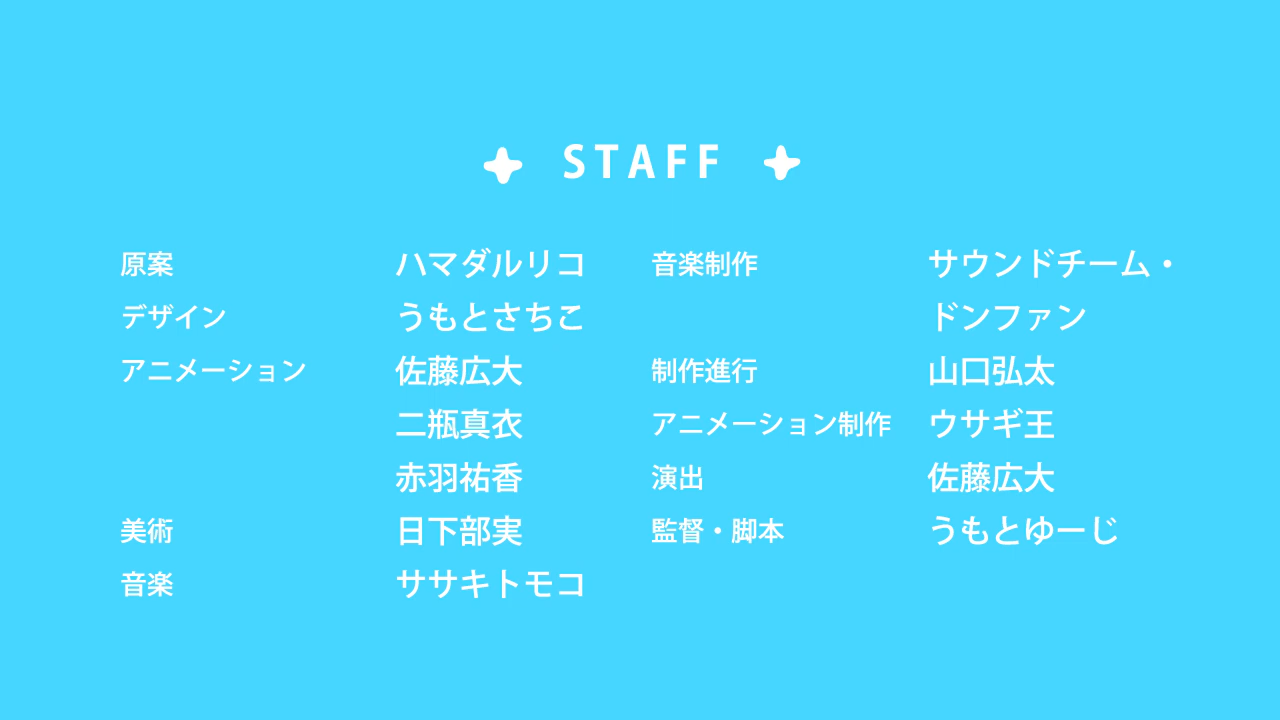 STAFF
原案 ハマダルリコ
デザイン うもとさちこ
アニメーション 佐藤広大
二瓶真衣
赤羽祐香
美術 日下部実
音楽 ササキトモコ
音楽制作 サウンドチーム・
ドンファン
制作進行 山口弘太
アニメーション制作 ウサギ王
演出 佐藤広大
監督・脚本 うもとゆーじ